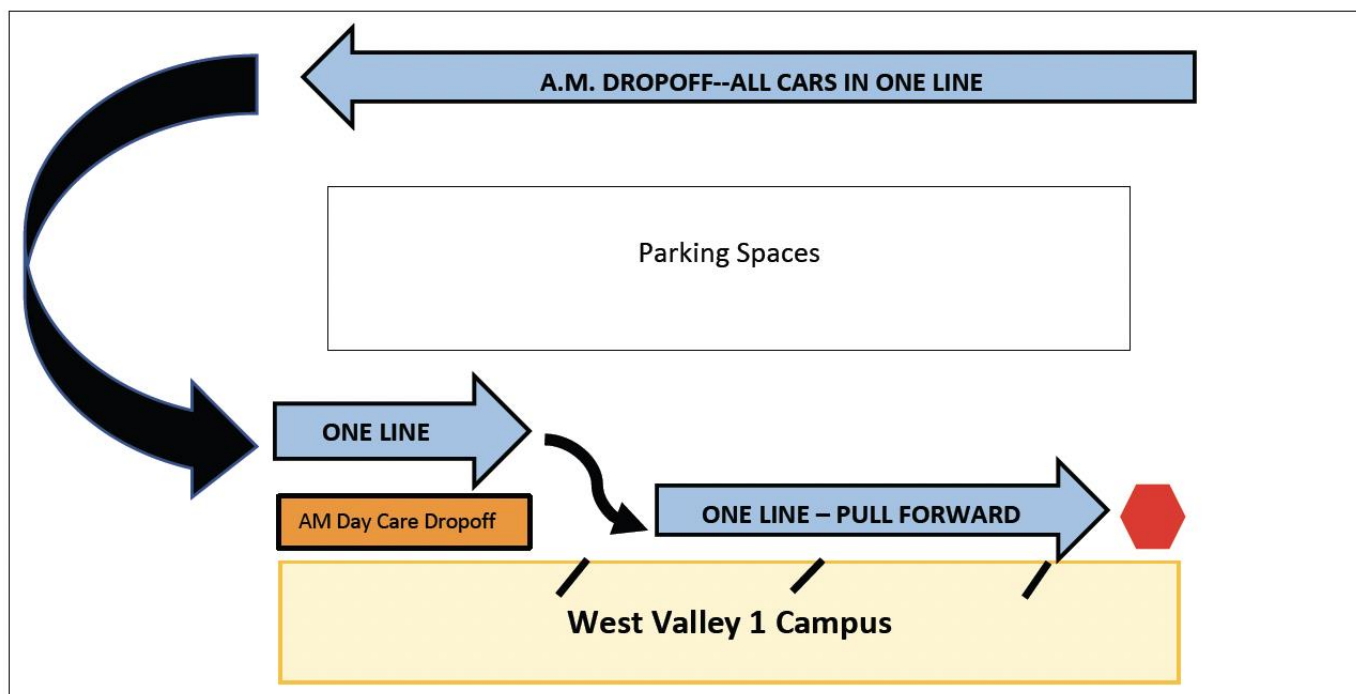 A.M. DROPOFF--ALL CARS IN ONE LINE
Parking Spaces
ONE LINE
AM Day Care Dropoff
ONE LINE – PULL FORWARD
West Valley 1 Campus